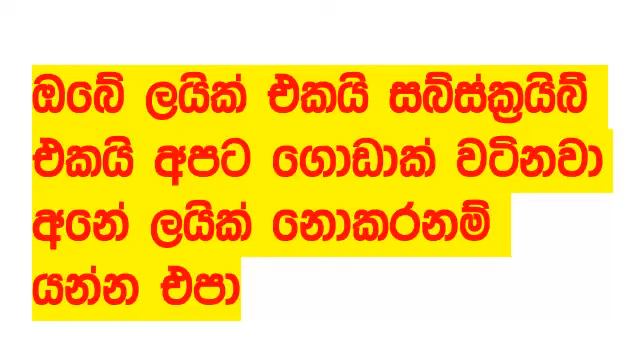 ඔබේ ලයික් එකයි සබ්ස්ක්‍රයිබ්
එකයි අපට ගොඩාක් වටිනවා
අනේ ලයික් නොකරනම්
යන්න එපා